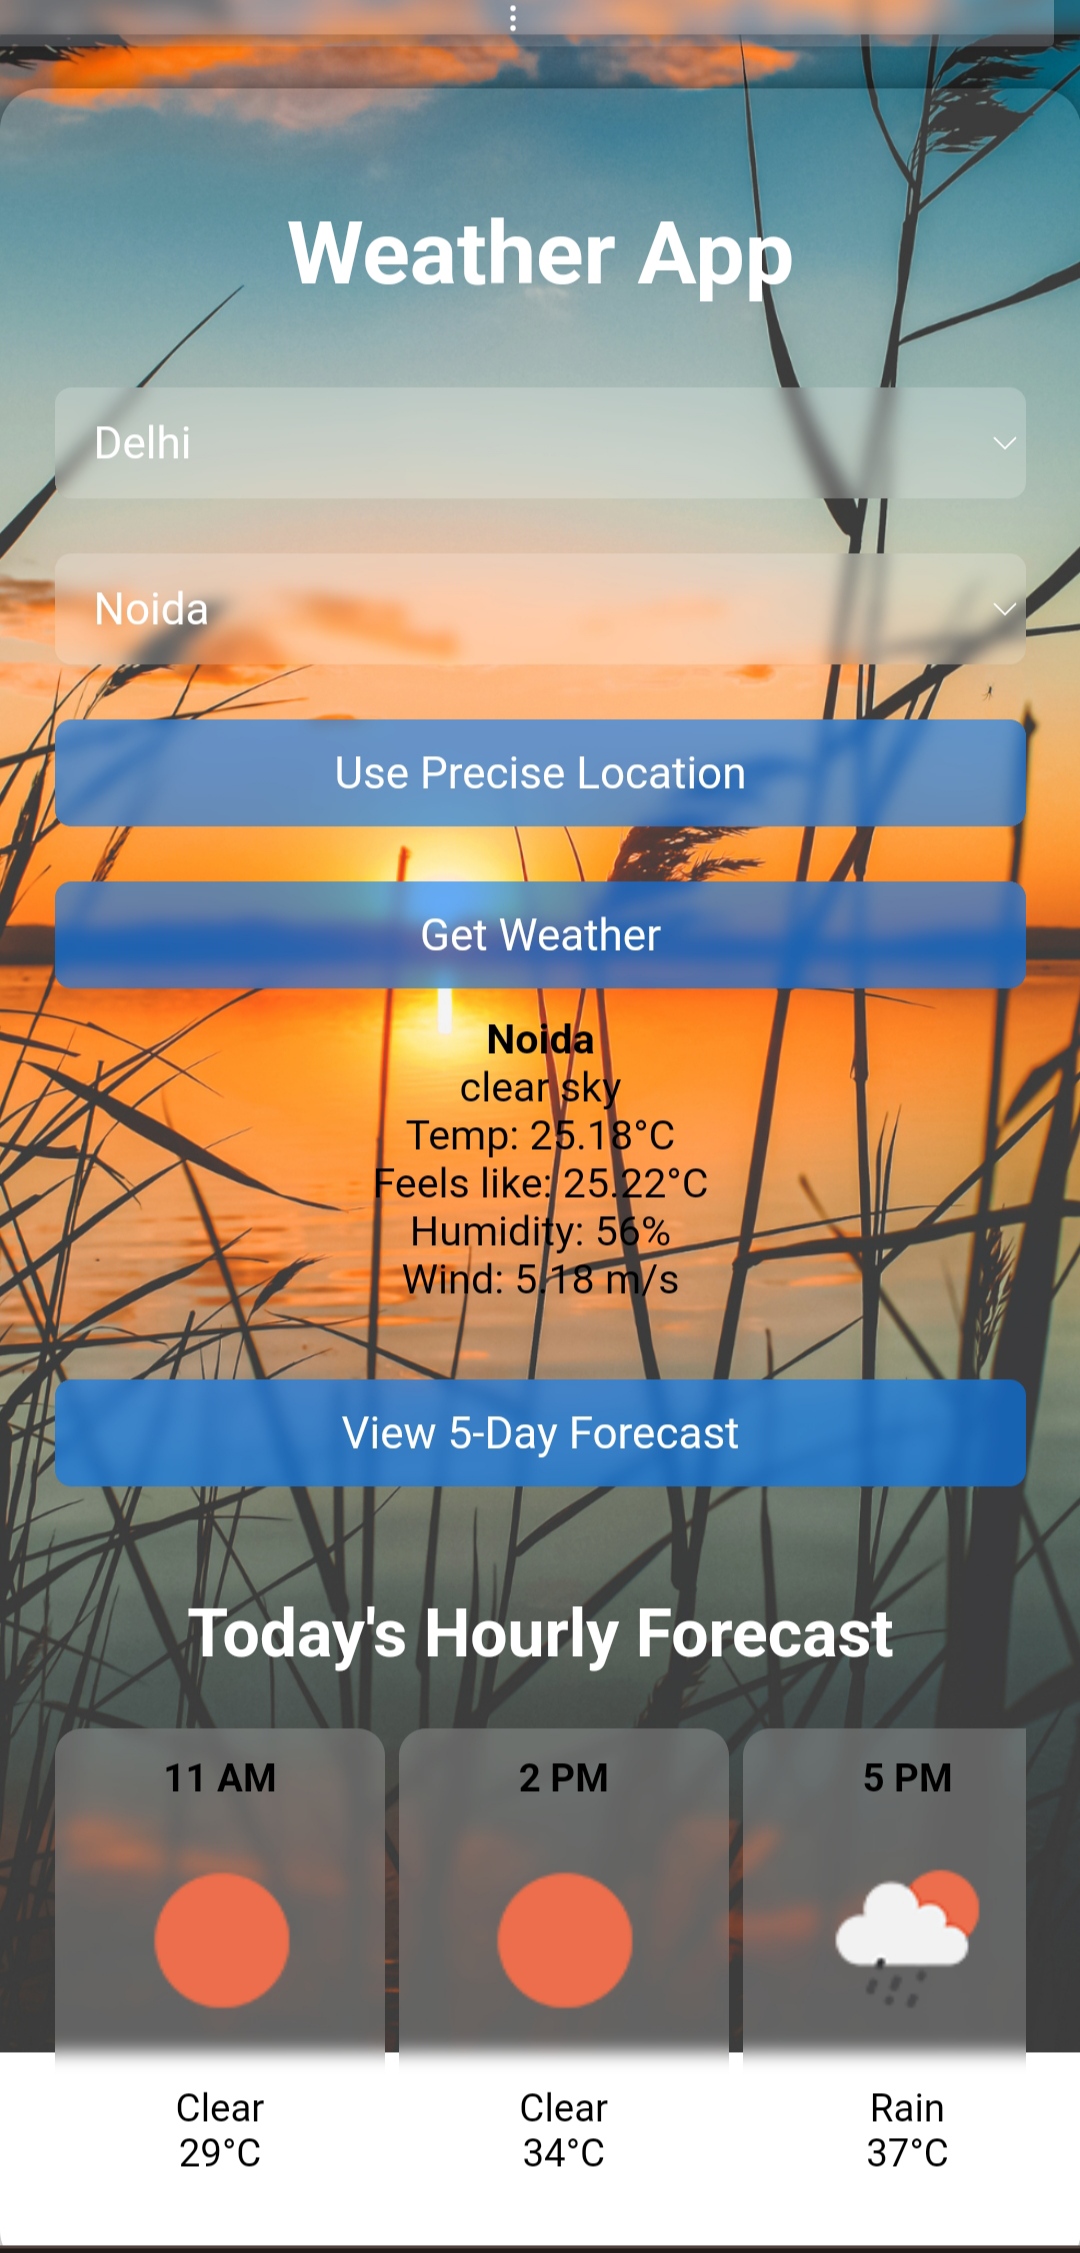 Weather App
Delhi
Noida
Use Precise Location
Get Weather
Noida
clear sky
Temp: 25.18°C
Feels like: 25.22°C
Humidity: 56%
Wind: 5.18 m/s
View 5-Day Forecast
Today's Hourly Forecast
11 AM 2 PM 5 PM
Clear Clear Rain
29°C 34°C 37°C